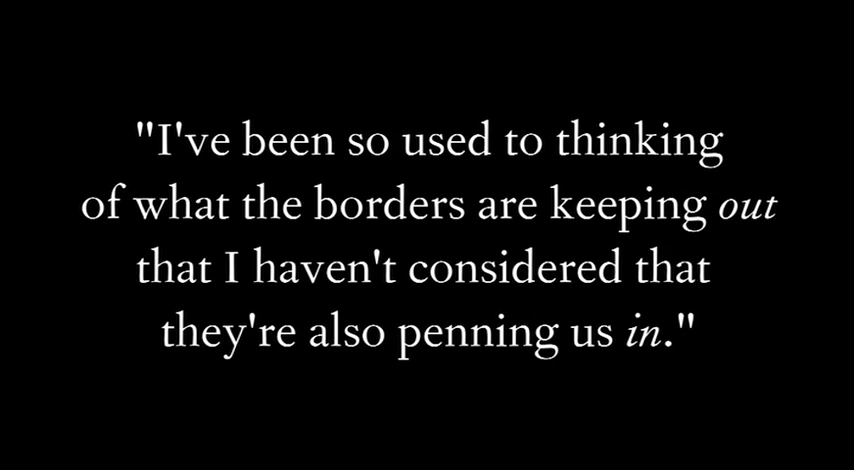 "I've been so used to thinking
of what the borders are keeping out
that I haven't considered that
they're also penning us in."